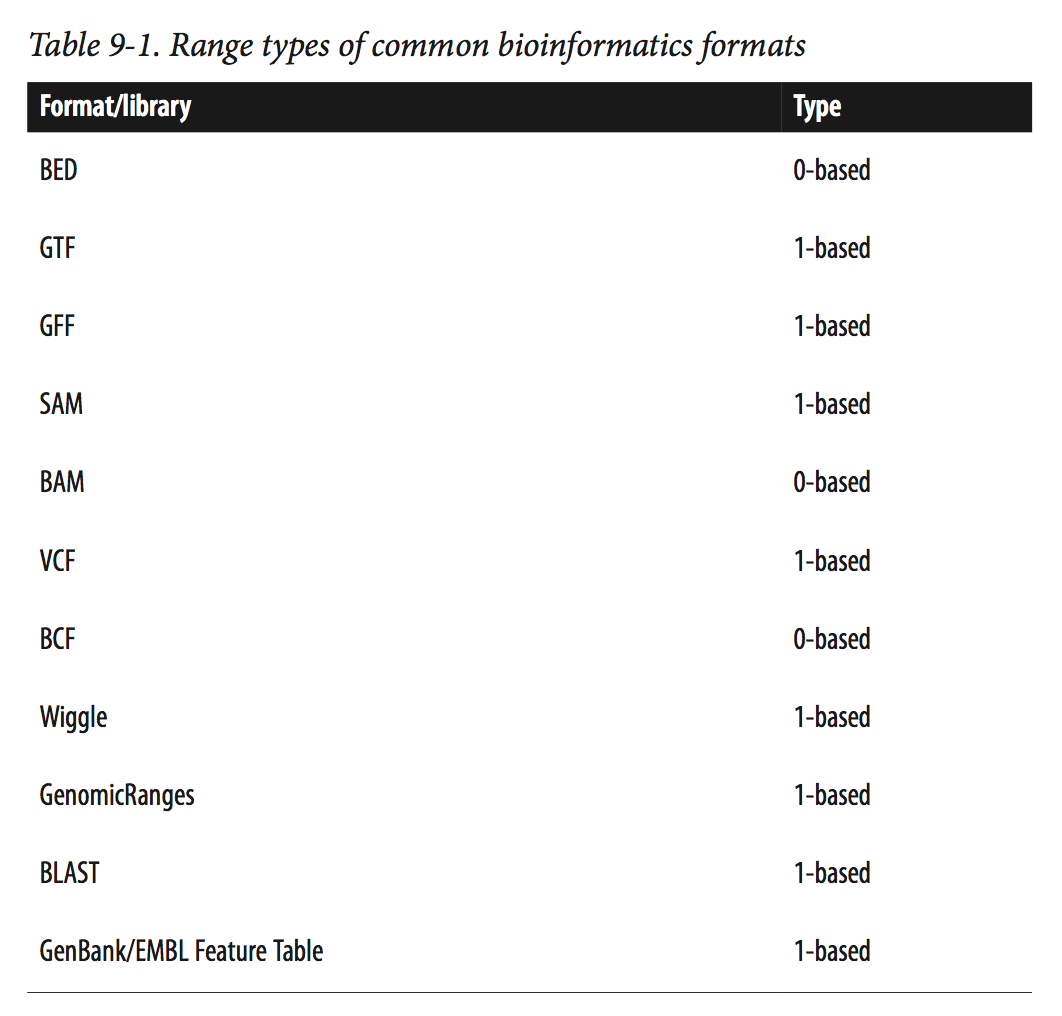 Table 9-1. Range types of common bioinformatics formats
Format/library Type
BED 0-based
GTF 1-based
GFF 1-based
SAM 1-based
BAM 0-based
VCF 1-based
BCF 0-based
Wiggle 1-based
GenomicRanges 1-based
BLAST 1-based
GenBank/EMBL Feature Table 1-based